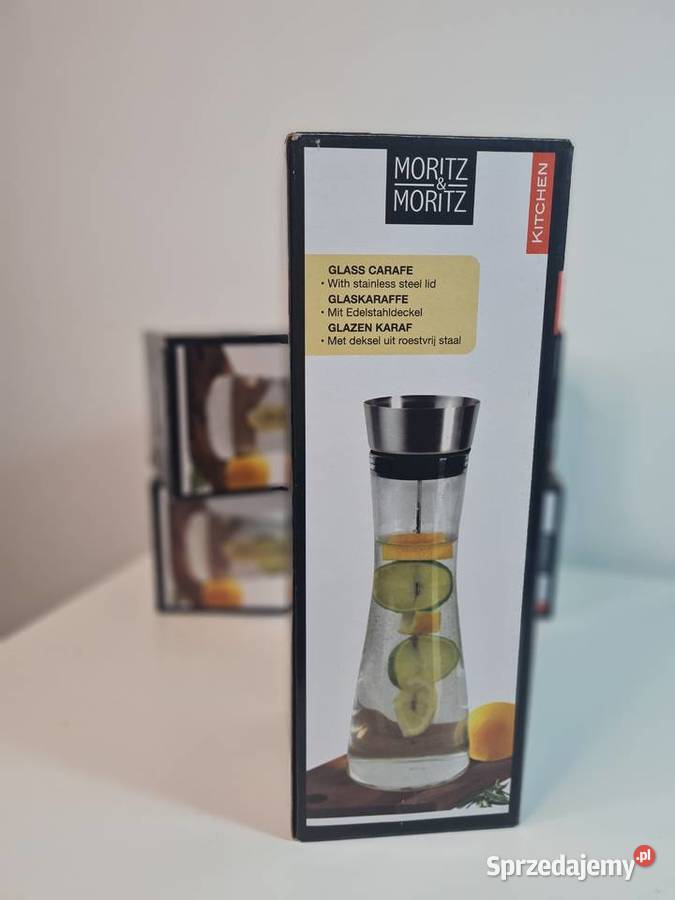 MORITZ
&
MORITZ
KITCHEN
GLASS CARAFE
• With stainless steel lid
GLASKARAFFE
• Mit Edelstahldeckel
GLAZEN KARAF
• Met deksel uit roestvrij staal
Sprzedajemy.pl